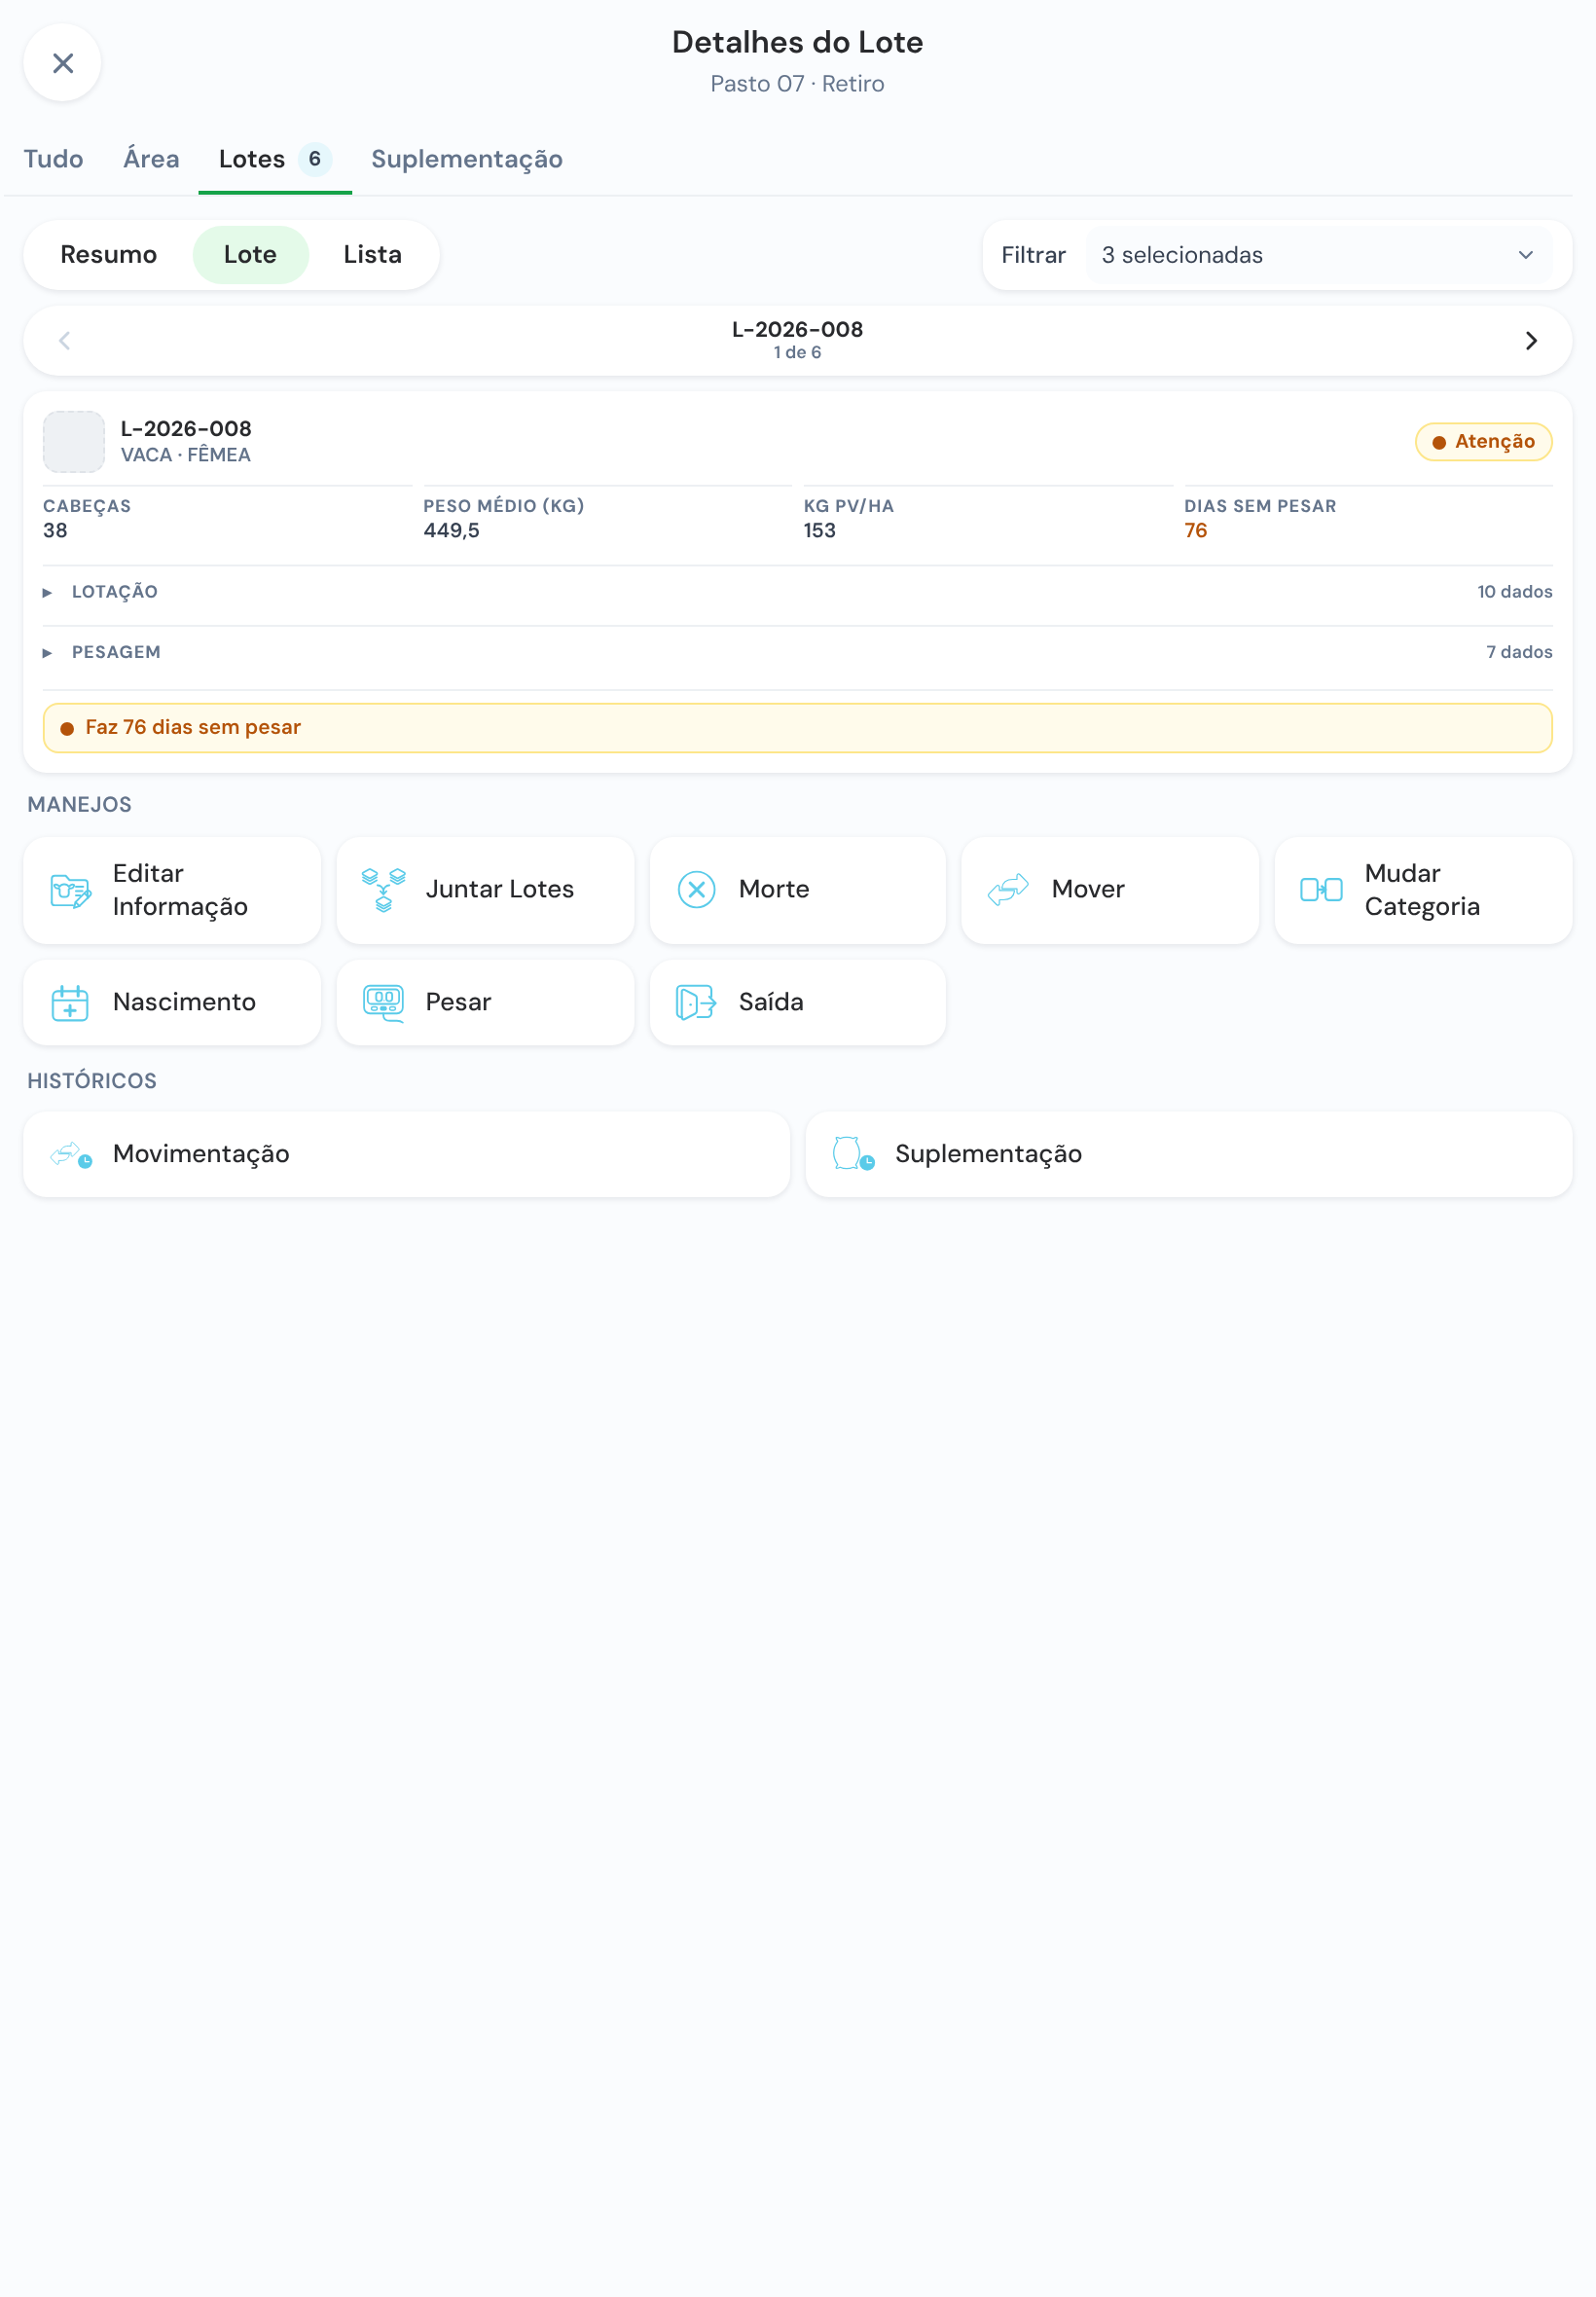 Detalhes do Lote
Pasto 07 · Retiro
Tudo
Área
Lotes 6
Suplementação
Resumo
Lote
Lista
Filtrar
3 selecionadas
L-2026-008
1 de 6
L-2026-008
VACA · FÊMEA
Atenção
CABEÇAS
38
PESO MÉDIO (KG)
449,5
KG PV/HA
153
DIAS SEM PESAR
76
LOTAÇÃO
10 dados
PESAGEM
7 dados
Faz 76 dias sem pesar
MANEJOS
Editar
Informação
Juntar Lotes
Morte
Mover
Mudar
Categoria
Nascimento
Pesar
Saída
HISTÓRICOS
Movimentação
Suplementação